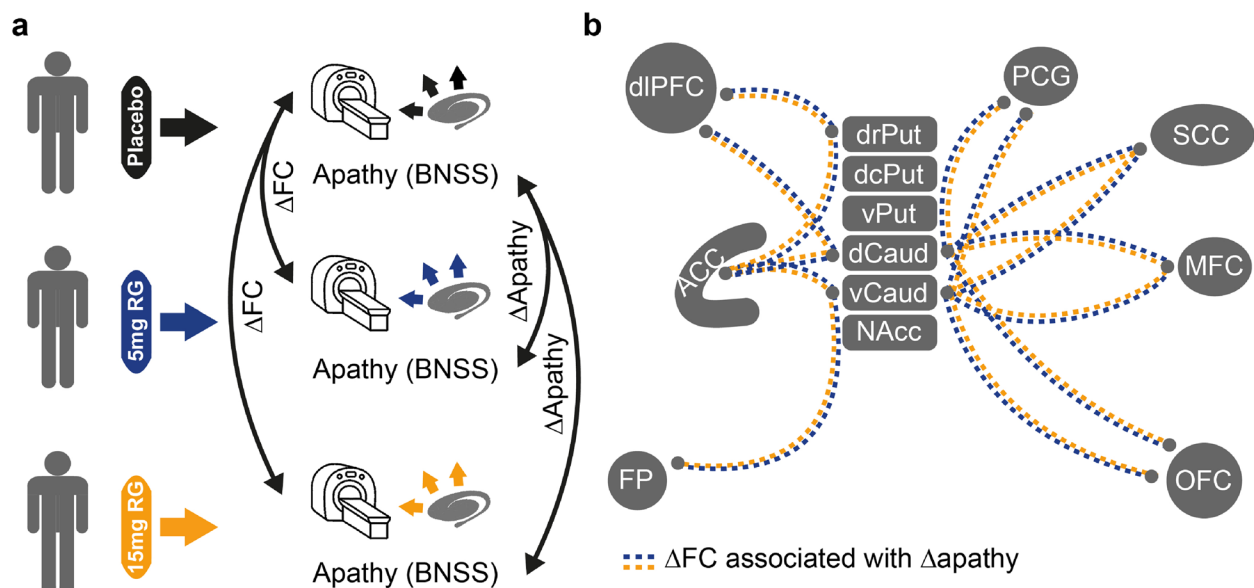 a
Placebo
Apathy (BNSS)
ΔFC
5mg RG
Apathy (BNSS)
ΔFC
ΔApathy
ΔApathy
15mg RG
Apathy (BNSS)
b
dlPFC
PCG
SCC
drPut
dcPut
vPut
dCaud
vCaud
NAcc
ACC
MFC
FP
OFC
ΔFC associated with Δapathy